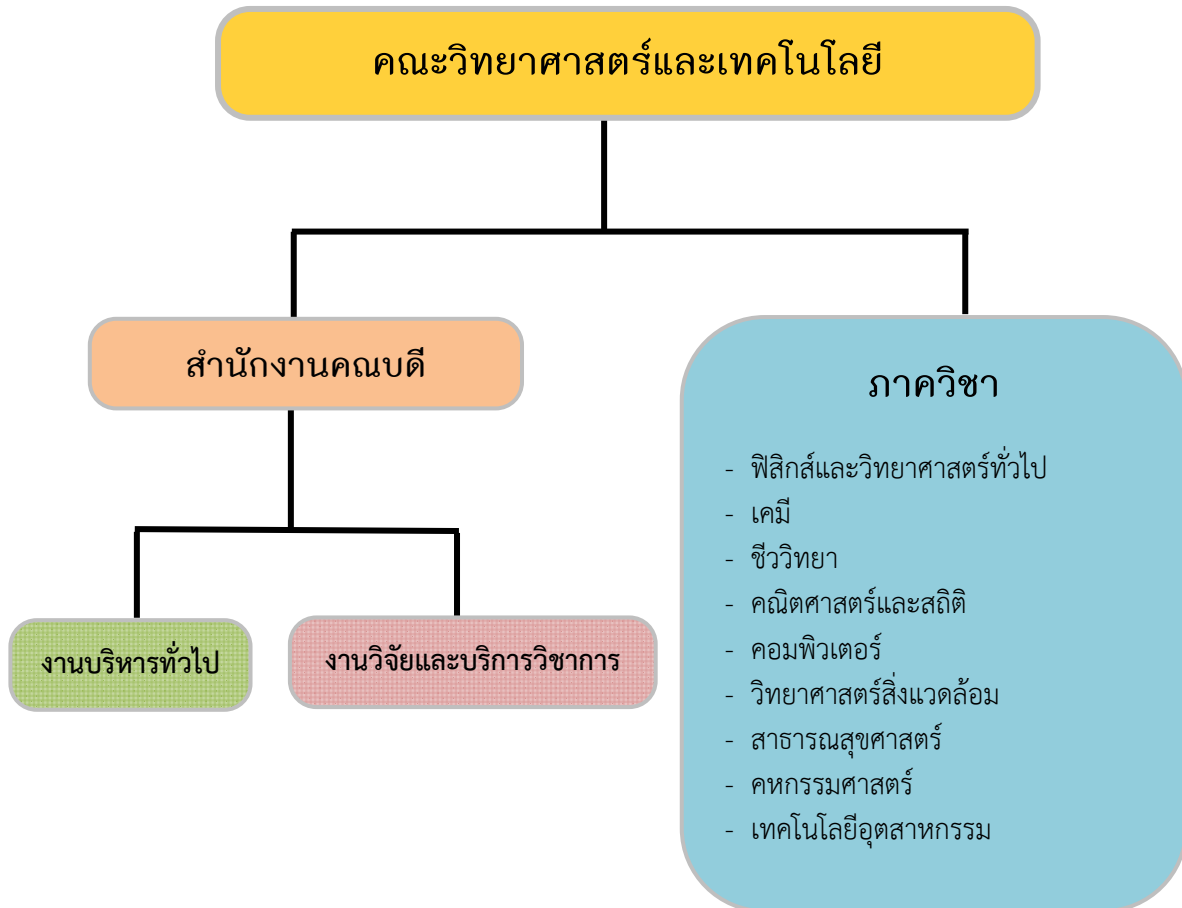 คณะวิทยาศาสตร์และเทคโนโลยี
สำนักงานคณบดี
งานบริหารทั่วไป
งานวิจัยและบริการวิชาการ
ภาควิชา
- ฟิสิกส์และวิทยาศาสตร์ทั่วไป
- เคมี
- ชีววิทยา
- คณิตศาสตร์และสถิติ
- คอมพิวเตอร์
- วิทยาศาสตร์สิ่งแวดล้อม
- สาธารณสุขศาสตร์
- คหกรรมศาสตร์
- เทคโนโลยีอุตสาหกรรม